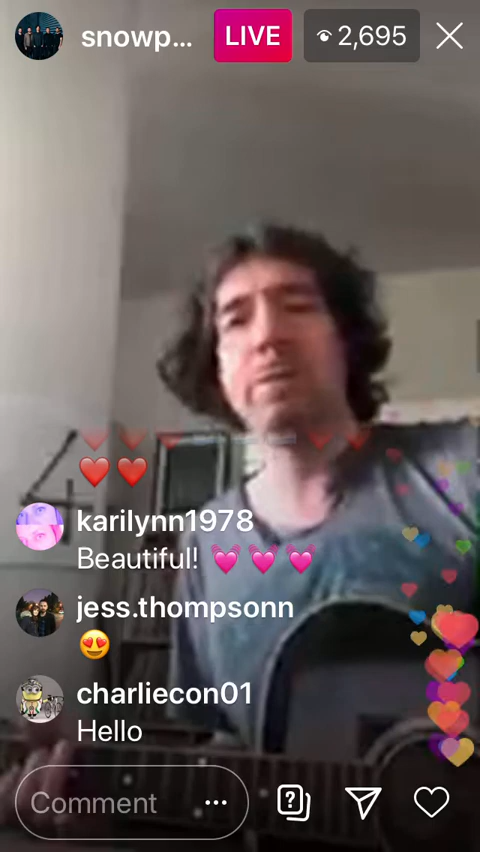 snowp...
LIVE
2,695
karilynn1978
Beautiful!
jess.thompsonn
charliecon01
Hello
Comment